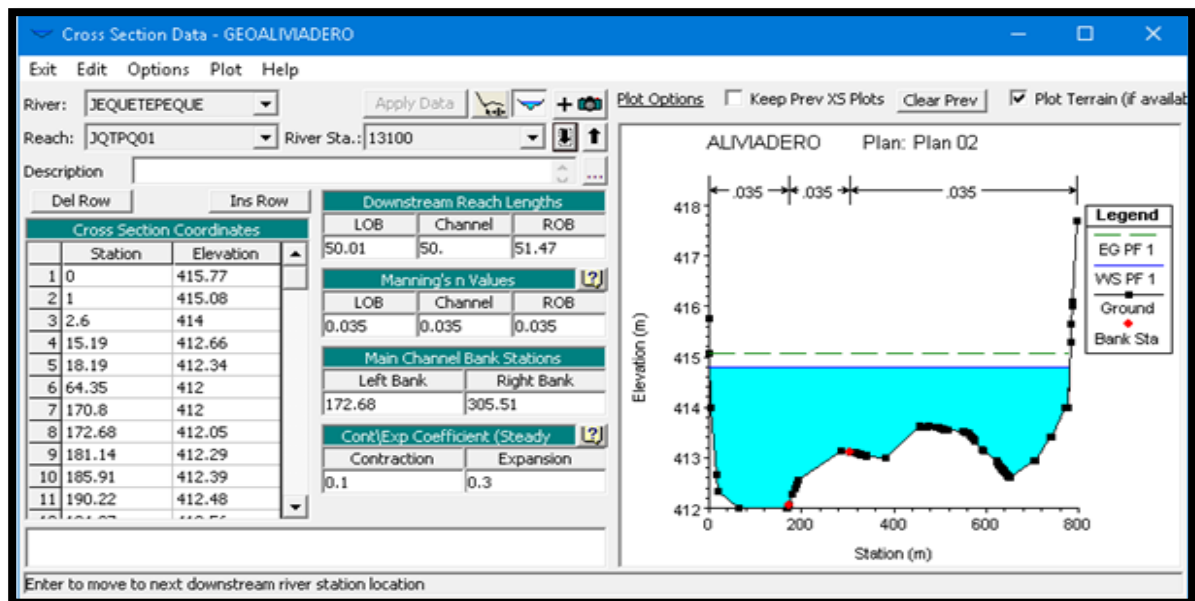 Cross Section Data - GEOALIVIADERO
Exit Edit Options Plot Help
River: JEQUETEPEQUE
Apply Data
Plot Options
Keep Prev XS Plots
Clear Prev
Plot Terrain (if availab
Reach: JQTPQ01
River Sta.: 13100
Description
...
Del Row
Ins Row
Cross Section Coordinates
Station Elevation
1 0 415.77
2 1 415.08
3 2.6 414
4 15.19 412.66
5 18.19 412.34
6 64.35 412
7 170.8 412
8 172.68 412.05
9 181.14 412.29
10 185.91 412.39
11 190.22 412.48
Downstream Reach Lengths
LOB Channel ROB
50.01 50. 51.47
Manning's n Values
LOB Channel ROB
0.035 0.035 0.035
Main Channel Bank Stations
Left Bank Right Bank
172.68 305.51
Cont\Exp Coefficient (Steady
Contraction Expansion
0.1 0.3
ALIVIADERO Plan: Plan 02
.035 .035 .035
418
417
416
415
414
413
412
Elevation (m)
0 200 400 600 800
Station (m)
Legend
EG PF 1
WS PF 1
Ground
Bank Sta
Enter to move to next downstream river station location